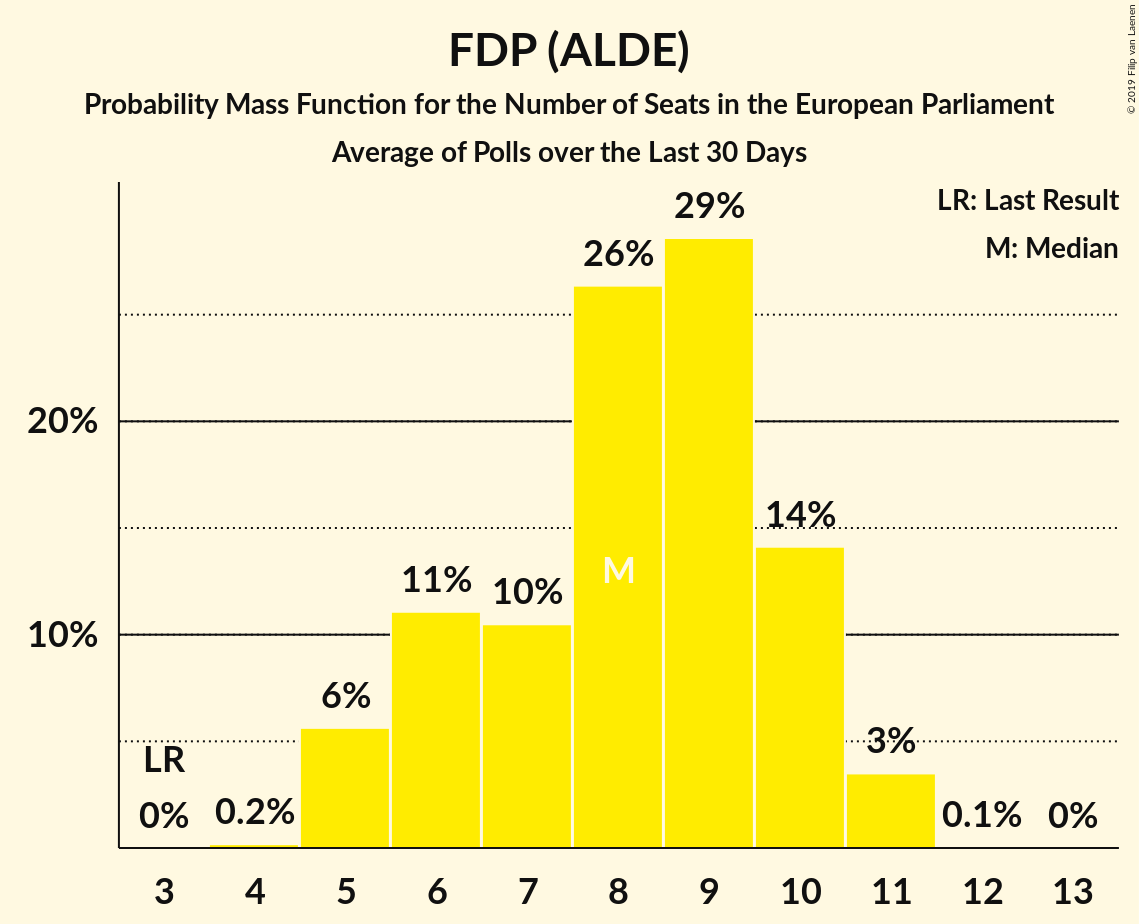 FDP (ALDE)
Probability Mass Function for the Number of Seats in the European Parliament
Average of Polls over the Last 30 Days
© 2019 Filip van Laenen
LR: Last Result
M: Median
29%
26%
20%
14%
M
11%
10%
10%
6%
3%
LR
0%
0.2%
0.1%
0%
3 4 5 6 7 8 9 10 11 12 13